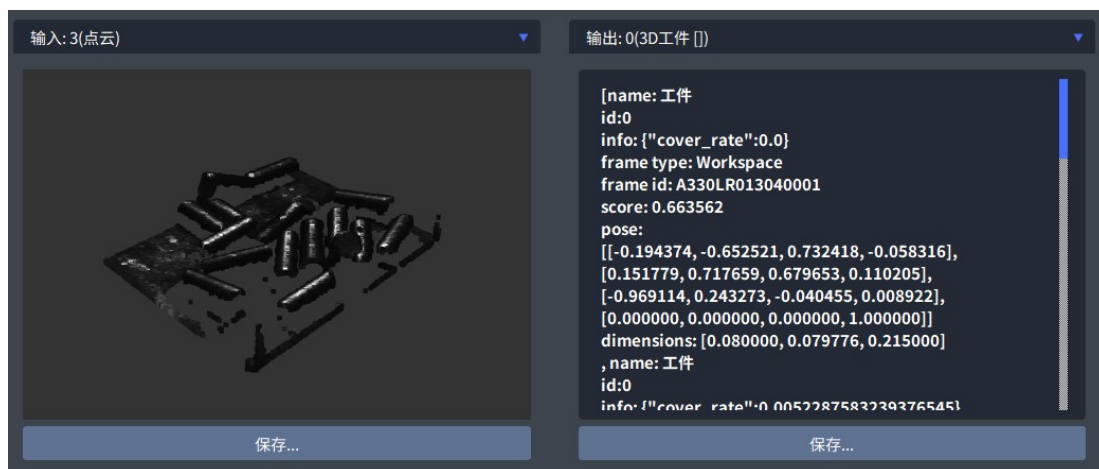 输入: 3(点云)
输出: 0(3D工件 [])
[name: 工件
id:0
info: {"cover_rate":0.0}
frame type: Workspace
frame id: A330LR013040001
score: 0.663562
pose:
[[-0.194374, -0.652521, 0.732418, -0.058316],
[0.151779, 0.717659, 0.679653, 0.110205],
[-0.969114, 0.243273, -0.040455, 0.008922],
[0.000000, 0.000000, 0.000000, 1.000000]]
dimensions: [0.080000, 0.079776, 0.215000]
, name: 工件
id:0
info: {"cover_rate":0.0052287583239376545}
保存...
保存...